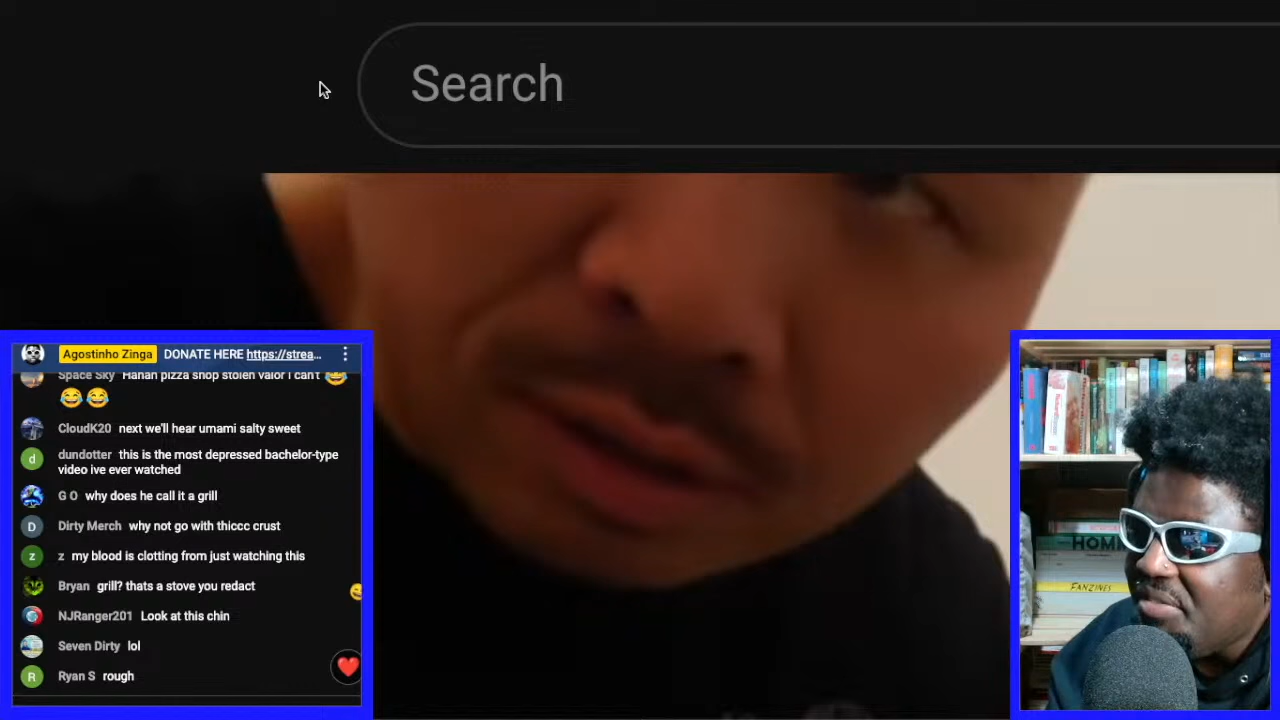 Search
Agostinho Zinga DONATE HERE https://strea...
Space Sky Hanan pizza shop stolen valor i can't 😂
😂😂
CloudK20 next we'll hear umami salty sweet
d dundotter this is the most depressed bachelor-type
video ive ever watched
G O why does he call it a grill
D Dirty Merch why not go with thiccc crust
z z my blood is clotting from just watching this
Bryan grill? thats a stove you redact
NJRanger201 Look at this chin
Seven Dirty lol
R Ryan S rough
HOM
FANZINES